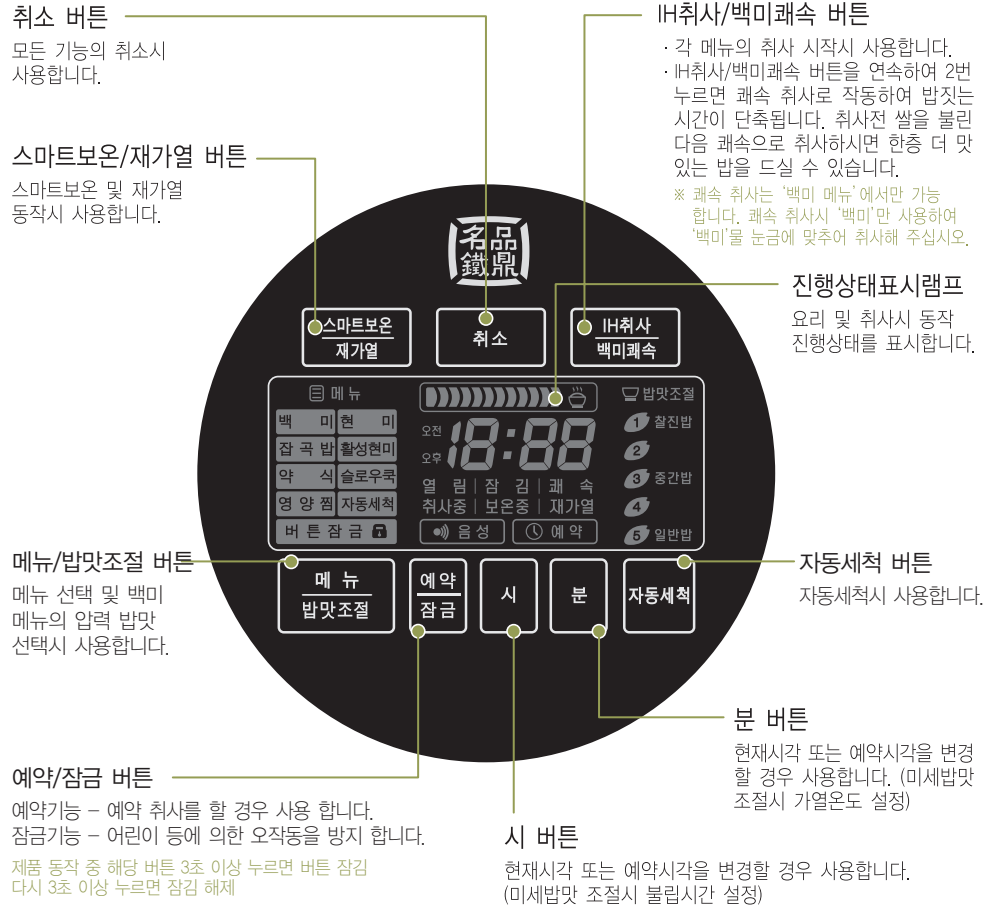 취소 버튼
모든 기능의 취소시
사용합니다.
IH취사/백미쾌속 버튼
· 각 메뉴의 취사 시작시 사용합니다.
· IH취사/백미쾌속 버튼을 연속하여 2번
누르면 쾌속 취사로 작동하여 밥짓는
시간이 단축됩니다. 취사전 쌀을 불린
다음 쾌속으로 취사하시면 한층 더 맛
있는 밥을 드실 수 있습니다.
※ 쾌속 취사는 ‘백미 메뉴’에서만 가능
합니다. 쾌속 취사시 ‘백미’만 사용하여
‘백미’물 눈금에 맞추어 취사해 주십시오.
스마트보온/재가열 버튼
스마트보온 및 재가열
동작시 사용합니다.
진행상태표시램프
요리 및 취사시 동작
진행상태를 표시합니다.
名品
鐵鼎
스마트보온
재가열
취소
IH취사
백미쾌속
메뉴
백 미
현 미
잡곡밥
활성현미
약 식
슬로우쿡
영양찜
자동세척
버튼잠금
오전
오후
18:88
열 림 | 잠 김 | 쾌 속
취사중 | 보온중 | 재가열
음성
예약
밥맛조절
1 찰진밥
2
3 중간밥
4
5 일반밥
메 뉴
밥맛조절
예약
잠금
시
분
자동세척
메뉴/밥맛조절 버튼
메뉴 선택 및 백미
메뉴의 압력 밥맛
선택시 사용합니다.
자동세척 버튼
자동세척시 사용합니다.
분 버튼
현재시각 또는 예약시각을 변경
할 경우 사용합니다. (미세밥맛
조절시 가열온도 설정)
예약/잠금 버튼
예약기능 – 예약 취사를 할 경우 사용 합니다.
잠금기능 – 어린이 등에 의한 오작동을 방지 합니다.
제품 동작 중 해당 버튼 3초 이상 누르면 버튼 잠김
다시 3초 이상 누르면 잠김 해제
시 버튼
현재시각 또는 예약시각을 변경할 경우 사용합니다.
(미세밥맛 조절시 불립시간 설정)